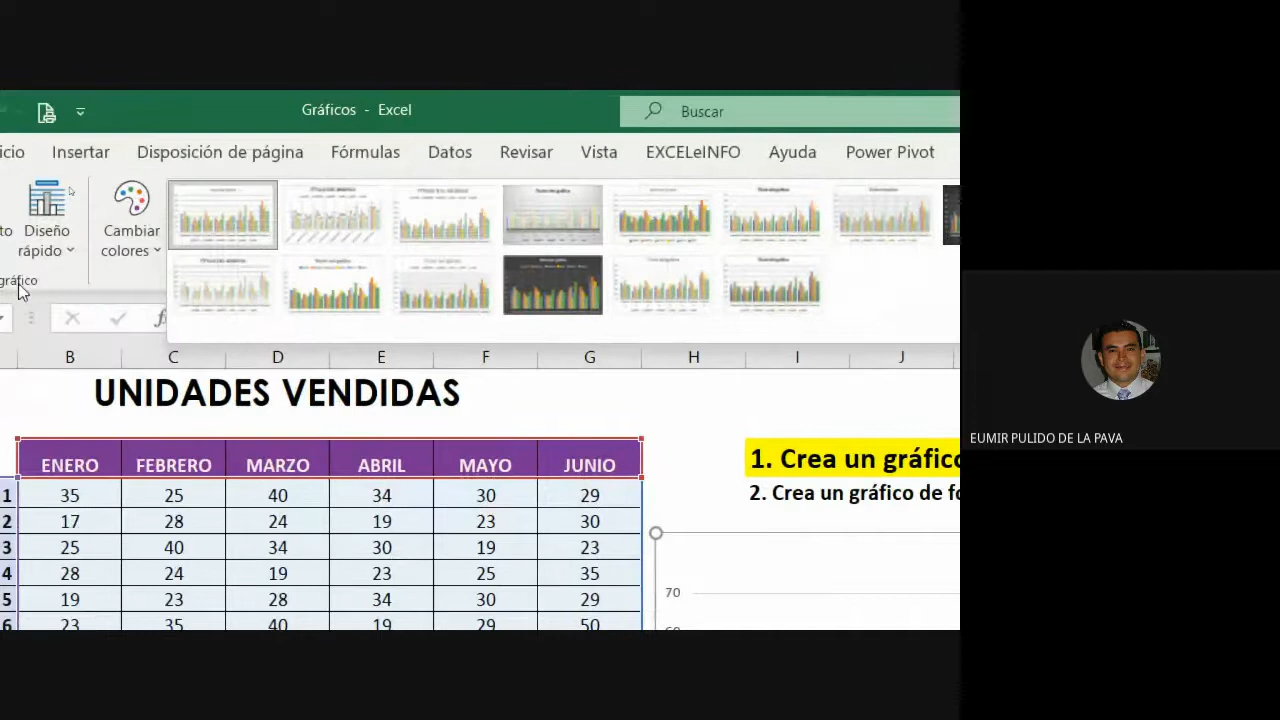 Gráficos - Excel
Buscar
icio Insertar Disposición de página Fórmulas Datos Revisar Vista EXCELeINFO Ayuda Power Pivot
to Diseño rápido
Cambiar colores
gráfico
B C D E F G H I J
UNIDADES VENDIDAS
ENERO FEBRERO MARZO ABRIL MAYO JUNIO
1 35 25 40 34 30 29
2 17 28 24 19 23 30
3 25 40 34 30 19 23
4 28 24 19 23 25 35
5 19 23 28 34 30 29
6 23 35 40 19 29 50
1. Crea un gráfico
2. Crea un gráfico de fo
70
60
EUMIR PULIDO DE LA PAVA